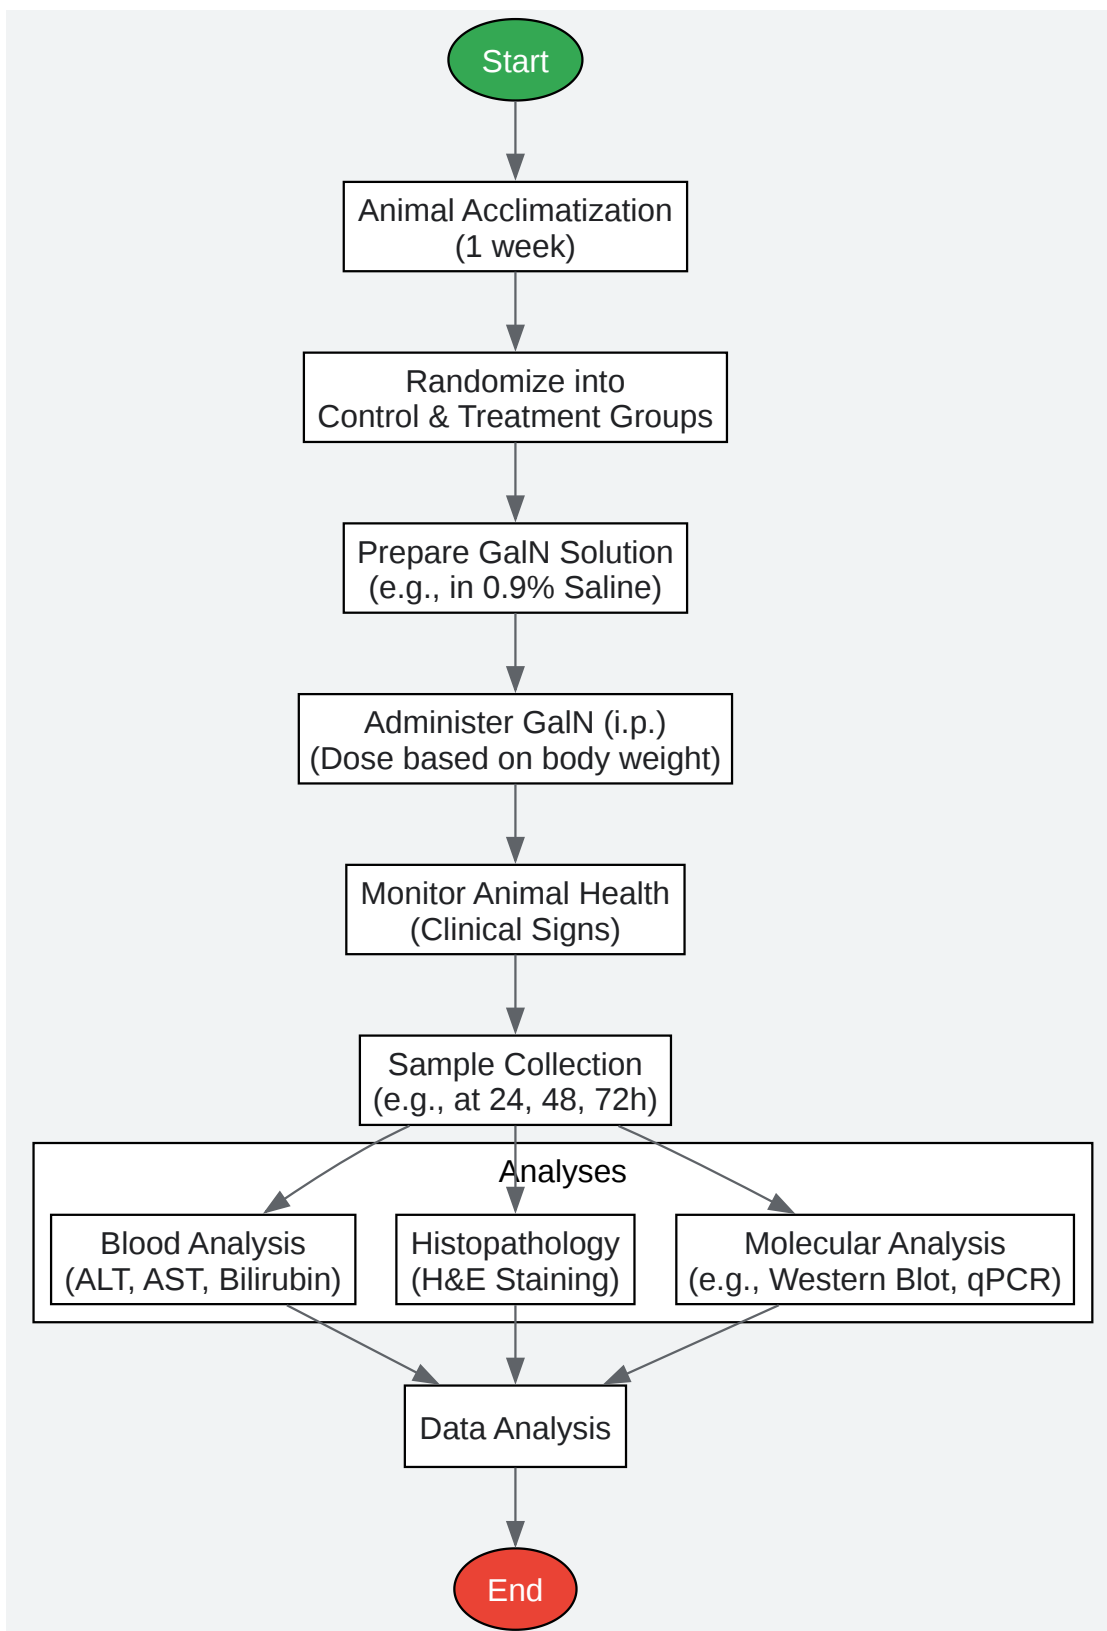 Start
Animal Acclimatization
(1 week)
Randomize into
Control & Treatment Groups
Prepare GalN Solution
(e.g., in 0.9% Saline)
Administer GalN (i.p.)
(Dose based on body weight)
Monitor Animal Health
(Clinical Signs)
Sample Collection
(e.g., at 24, 48, 72h)
Analyses
Blood Analysis
(ALT, AST, Bilirubin)
Histopathology
(H&E Staining)
Molecular Analysis
(e.g., Western Blot, qPCR)
Data Analysis
End